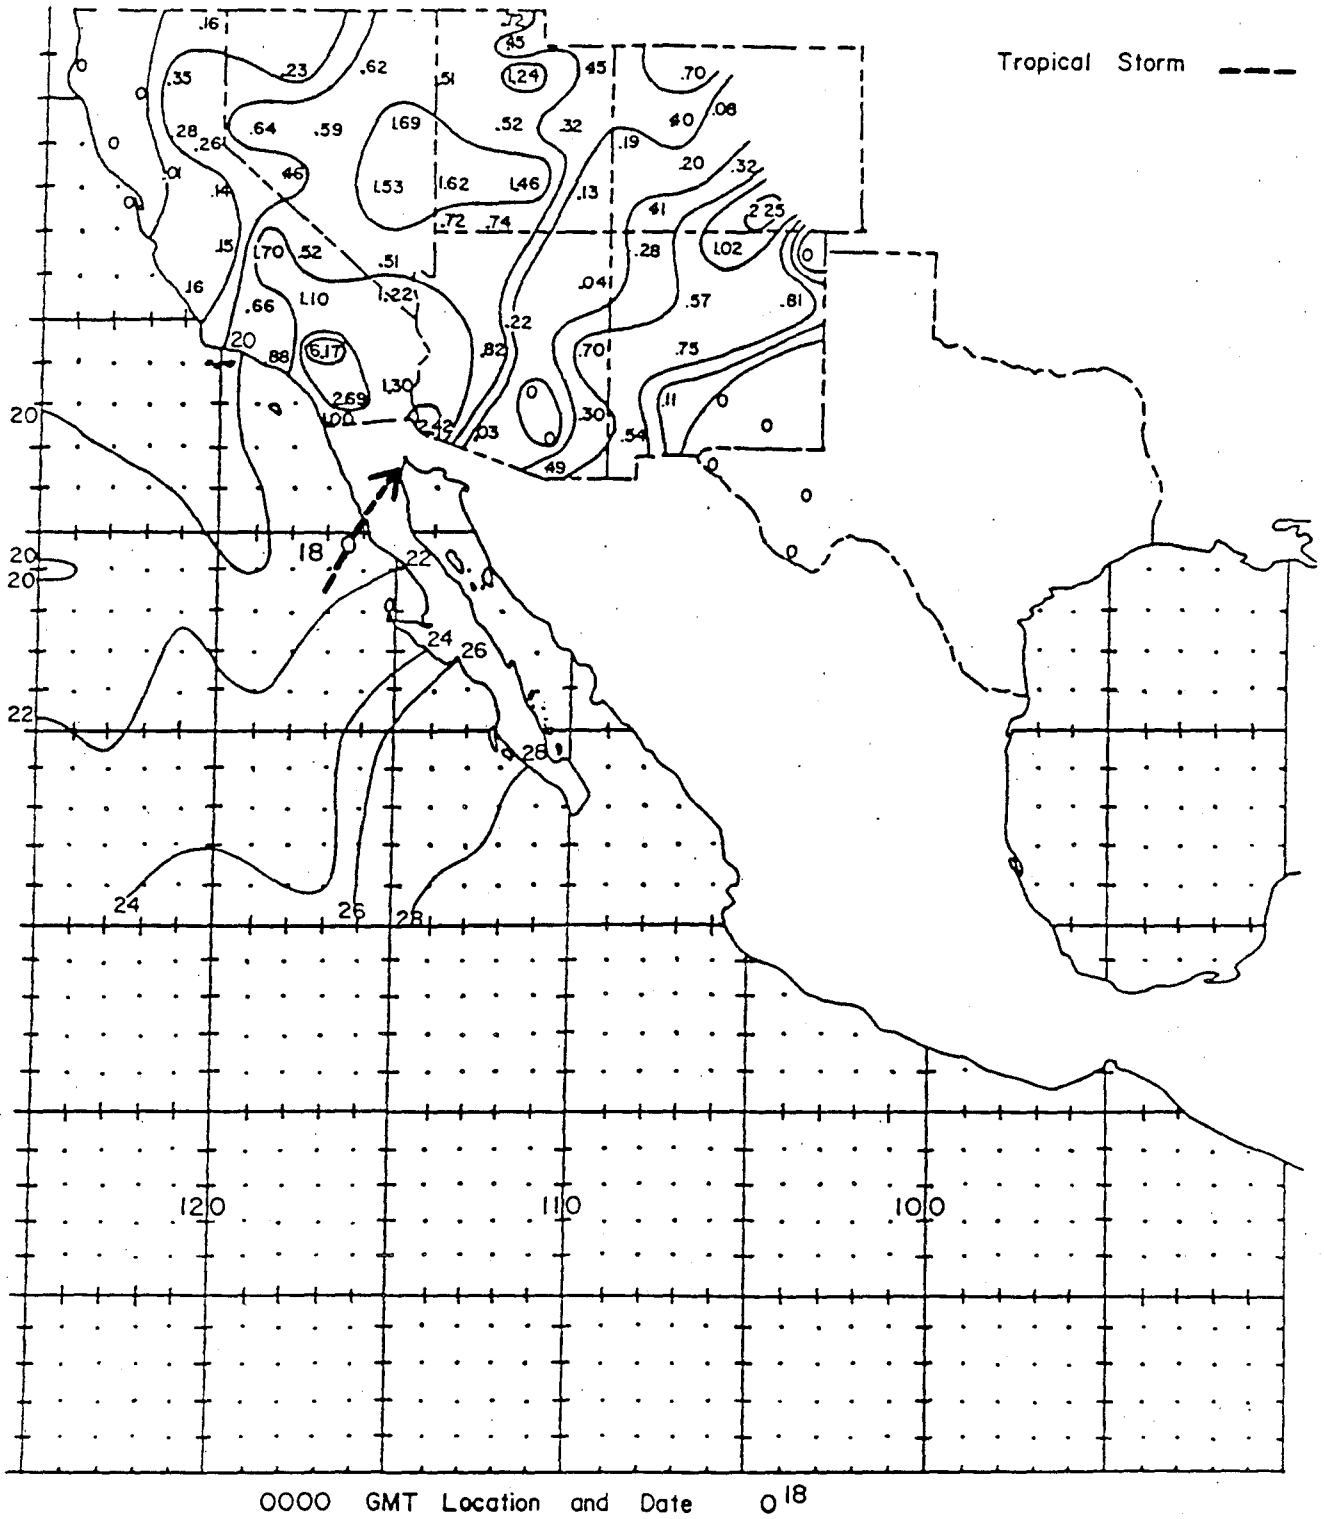 .16 .72
.45
Tropical Storm
.35 .23 .62 .51 1.24 .45 .70
0
0 .08
.28 .64 .59 1.69 .52 .32 .40
0 .26 .19
.20 .32
0 .46 1.53 1.62 1.46 .13
.14
0 .41 2.25
.72 .74
.15 1.70 .52 .28 1.02 0
.51
.16 .66 1.10 1.22 .04 .57 .81
.22
20 .88 6.17 .82 .70 .75
1.30 0
2.69 .11 0
20 1.00 2.42 .03 0 .30 .54 0
.49 0
0
18
20 22 0
20
24 26
22
28
24 26 28
120 110 100
0000 GMT Location and Date O18